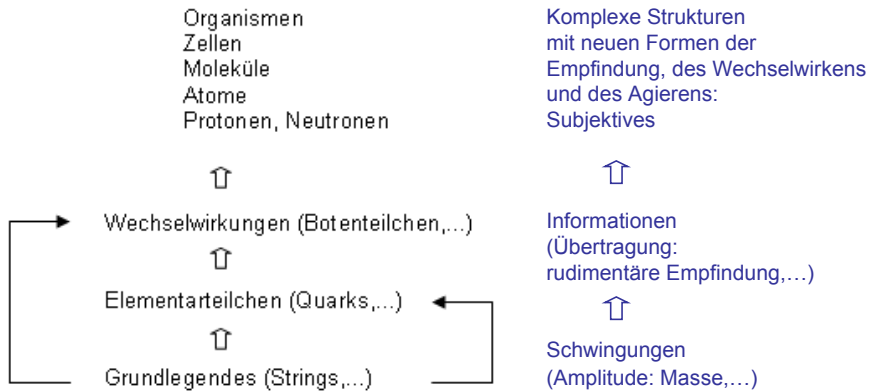 Organismen
Zellen
Moleküle
Atome
Protonen, Neutronen
Wechselwirkungen (Botenteilchen,...)
Elementarteilchen (Quarks,...)
Grundlegendes (Strings,...)
Komplexe Strukturen
mit neuen Formen der
Empfindung, des Wechselwirkens
und des Agierens:
Subjektives
Informationen
(Übertragung:
rudimentäre Empfindung,…)
Schwingungen
(Amplitude: Masse,…)